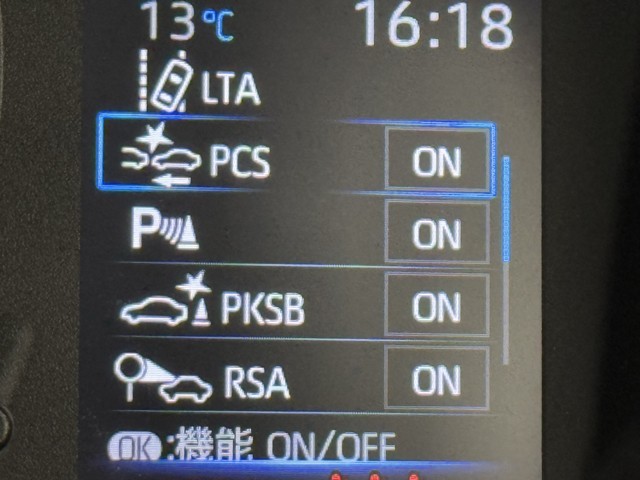 13℃ 16:18
LTA
PCS ON
P ON
PKSB ON
RSA ON
OK:機能 ON/OFF